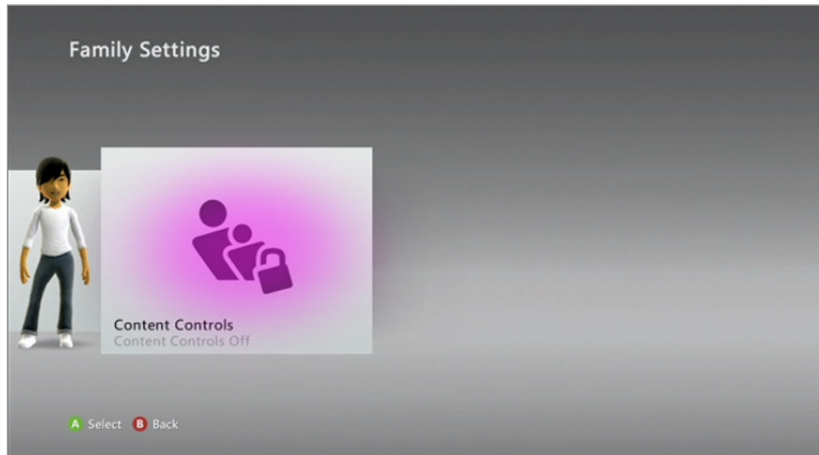 Family Settings
Content Controls
Content Controls Off
A Select B Back